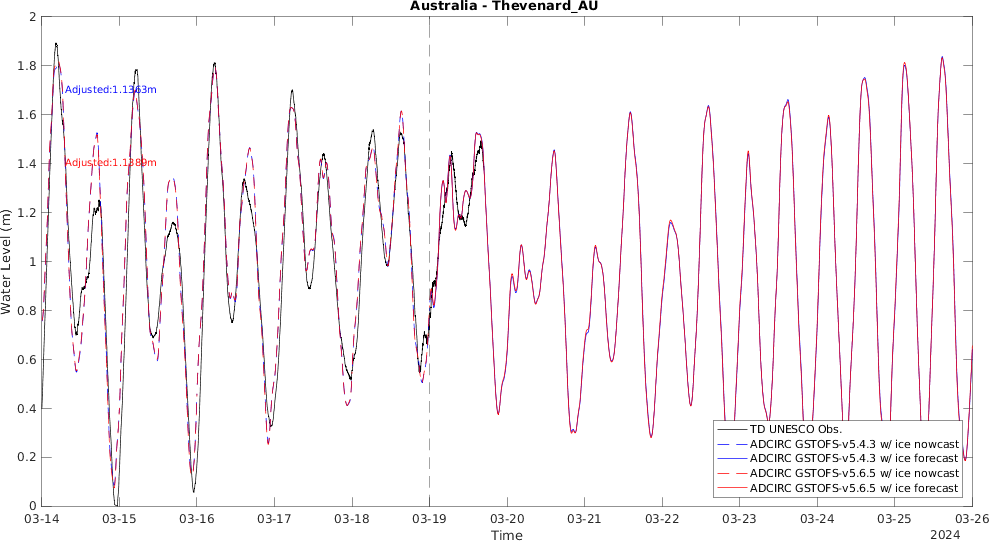 Australia - Thevenard_AU
2
1.8
1.6
1.4
1.2
1
0.8
0.6
0.4
0.2
0
Water Level (m)
Adjusted:1.1363m
Adjusted:1.1389m
TD UNESCO Obs.
ADCIRC GSTOFS-v5.4.3 w/ ice nowcast
ADCIRC GSTOFS-v5.4.3 w/ ice forecast
ADCIRC GSTOFS-v5.6.5 w/ ice nowcast
ADCIRC GSTOFS-v5.6.5 w/ ice forecast
03-14 03-15 03-16 03-17 03-18 03-19 03-20 03-21 03-22 03-23 03-24 03-25 03-26
Time
2024